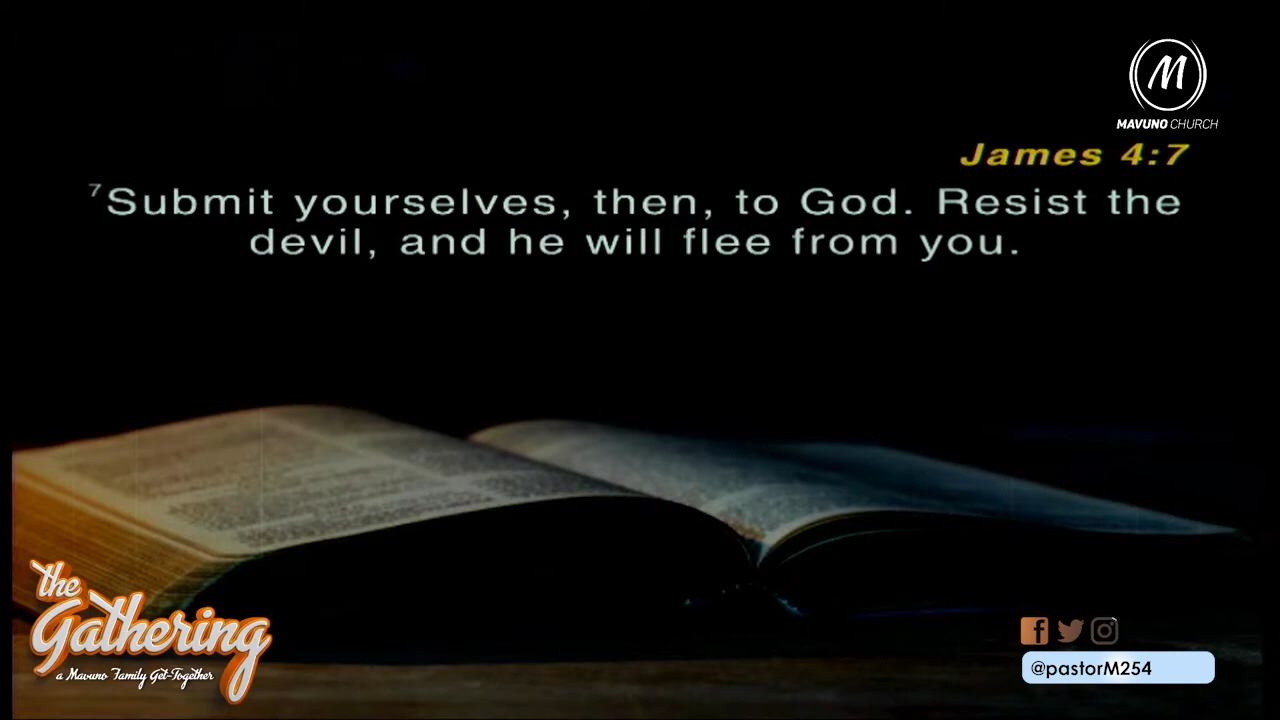 M
MAVUNO CHURCH
James 4:7
⁷Submit yourselves, then, to God. Resist the
devil, and he will flee from you.
the
Gathering
a Mavuno Family Get-Together
@pastorM254